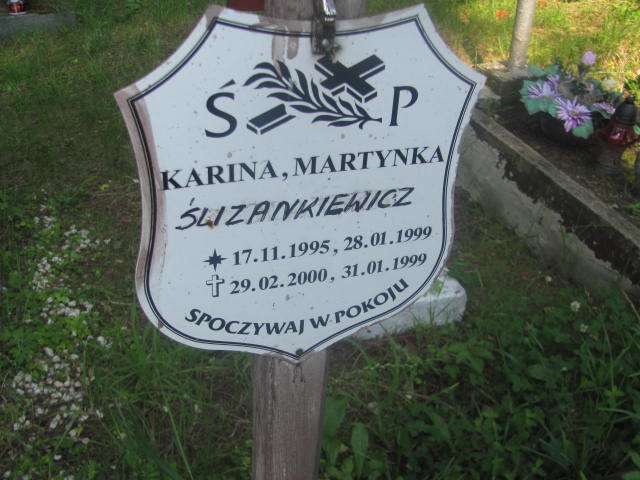 Ś P
KARINA, MARTYNKA
ŚLIZANKIEWICZ
17.11.1995, 28.01.1999
29.02.2000, 31.01.1999
SPOCZYWAJ W POKOJU